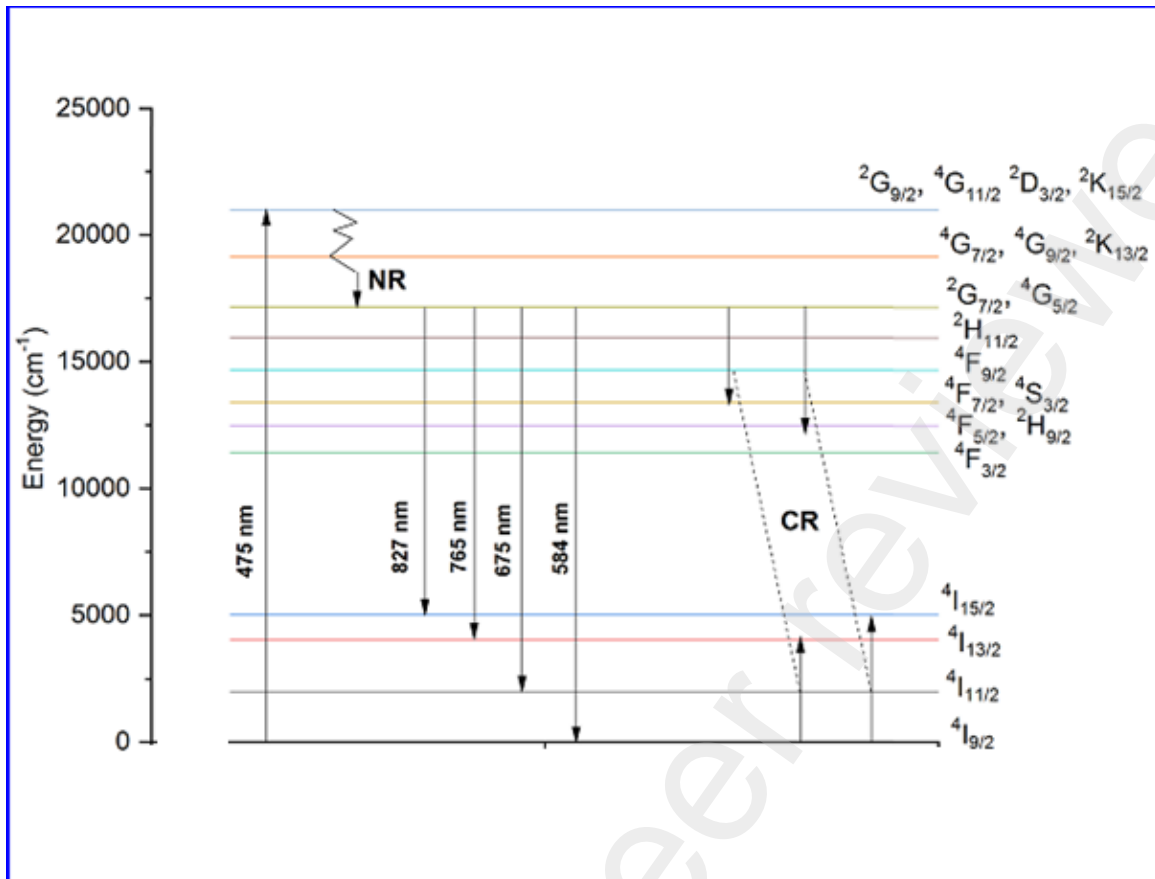 25000
20000
15000
10000
5000
0
Energy (cm⁻¹)
²G₉/₂, ⁴G₁₁/₂ ²D₃/₂, ²K₁₅/₂
⁴G₇/₂, ⁴G₉/₂, ²K₁₃/₂
NR
²G₇/₂, ⁴G₅/₂
²H₁₁/₂
⁴F₉/₂
⁴F₇/₂, ⁴S₃/₂
⁴F₅/₂, ²H₉/₂
⁴F₃/₂
475 nm
827 nm
765 nm
675 nm
584 nm
CR
⁴I₁₅/₂
⁴I₁₃/₂
⁴I₁₁/₂
⁴I₉/₂
eer reviewe